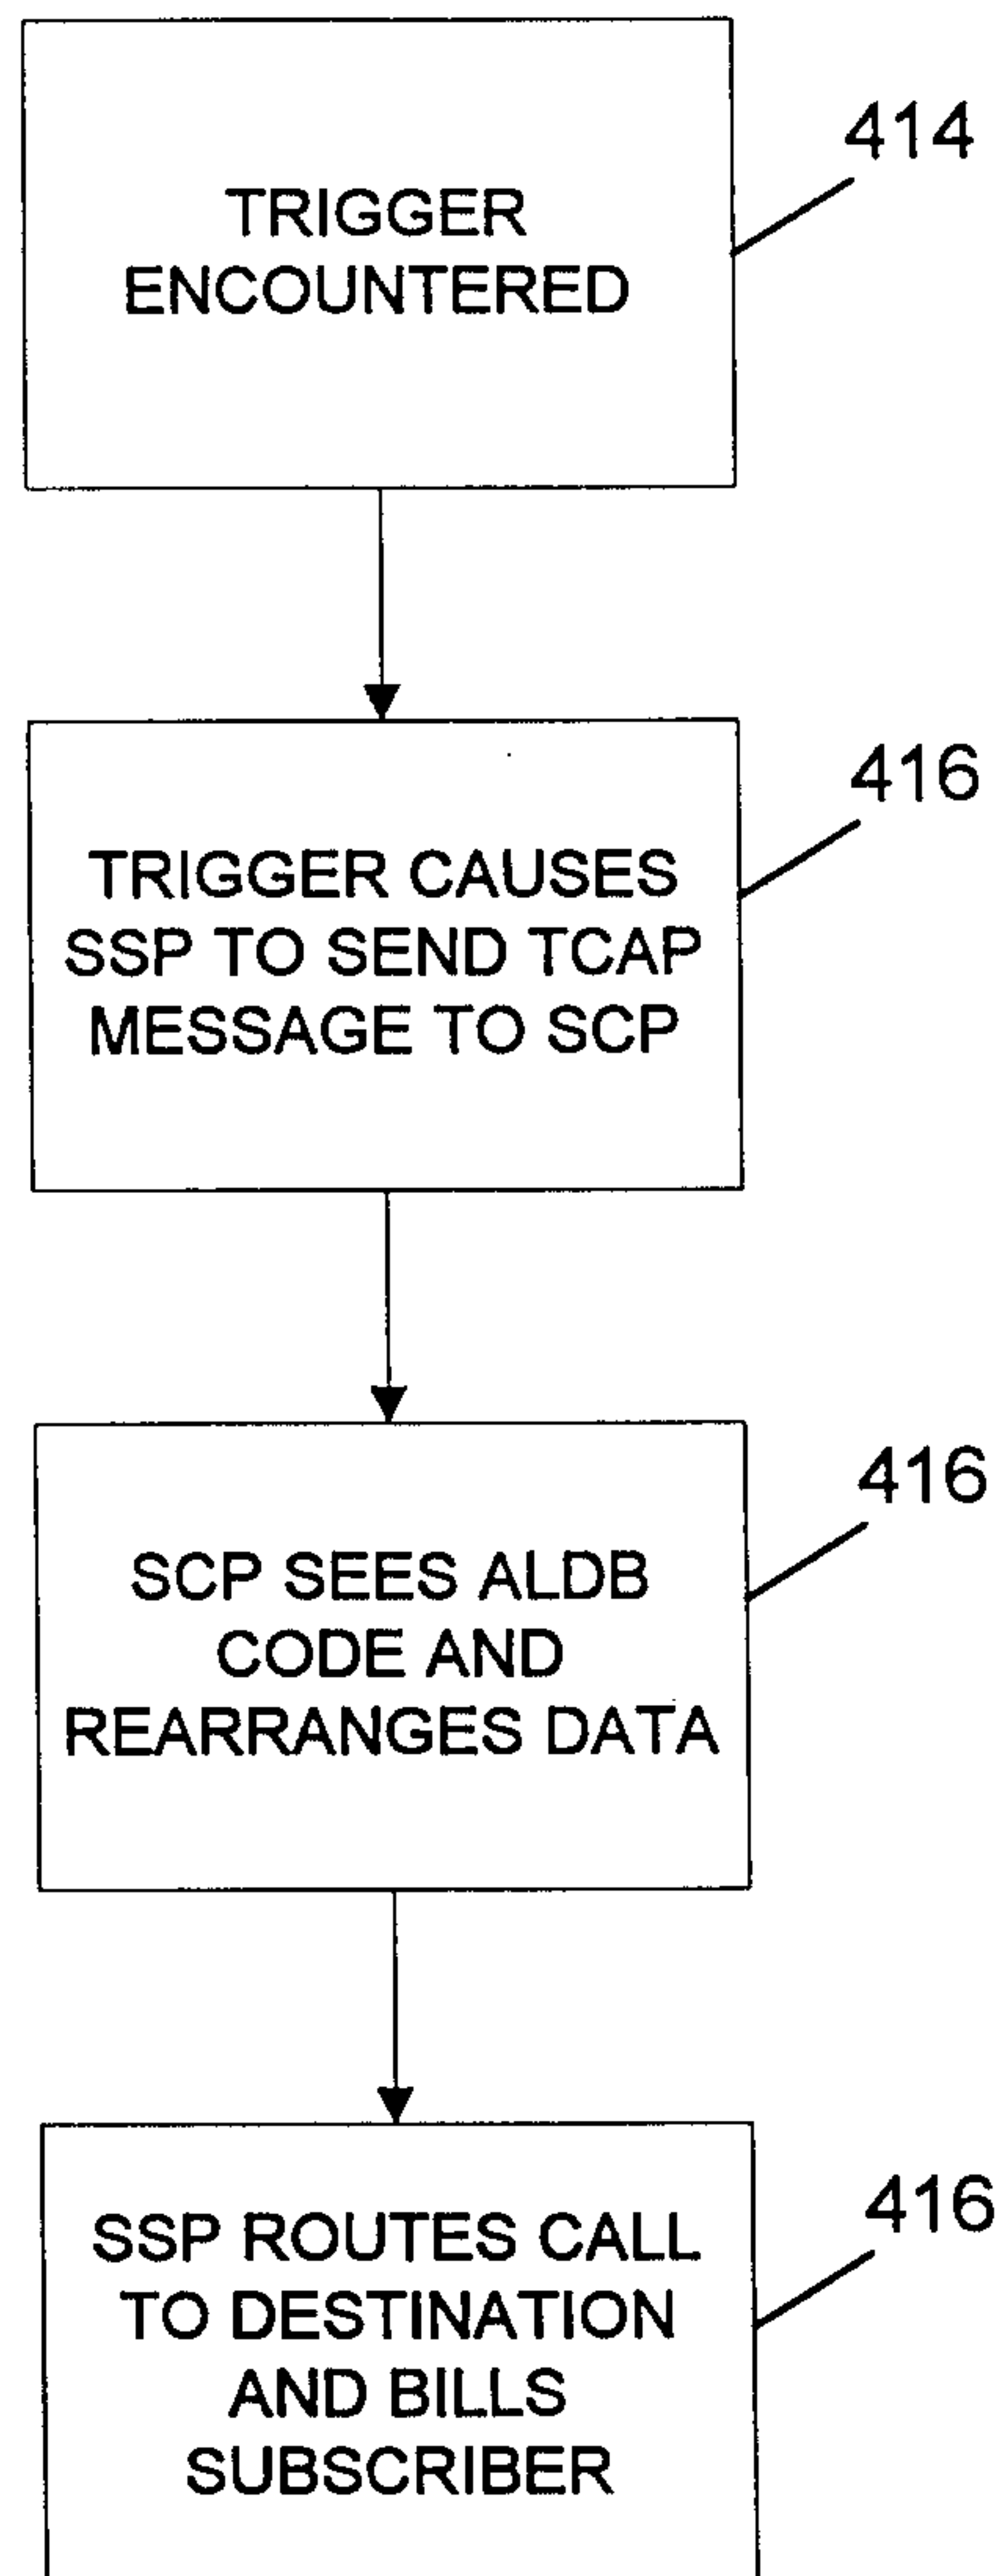 414
TRIGGER
ENCOUNTERED
416
TRIGGER CAUSES
SSP TO SEND TCAP
MESSAGE TO SCP
416
SCP SEES ALDB
CODE AND
REARRANGES DATA
416
SSP ROUTES CALL
TO DESTINATION
AND BILLS
SUBSCRIBER